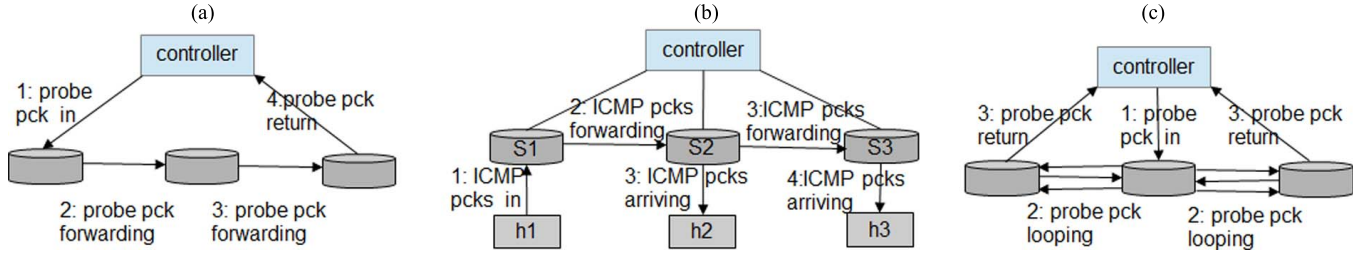 (a)
controller
1: probe
pck in
4:probe pck
return
2: probe pck
forwarding
3: probe pck
forwarding
(b)
controller
2: ICMP pcks
forwarding
3:ICMP pcks
forwarding
S1
S2
S3
1: ICMP
pcks in
3: ICMP pcks
arriving
4:ICMP pcks
arriving
h1
h2
h3
(c)
controller
3: probe pck
return
1: probe
pck in
3: probe pck
return
2: probe pck
looping
2: probe pck
looping